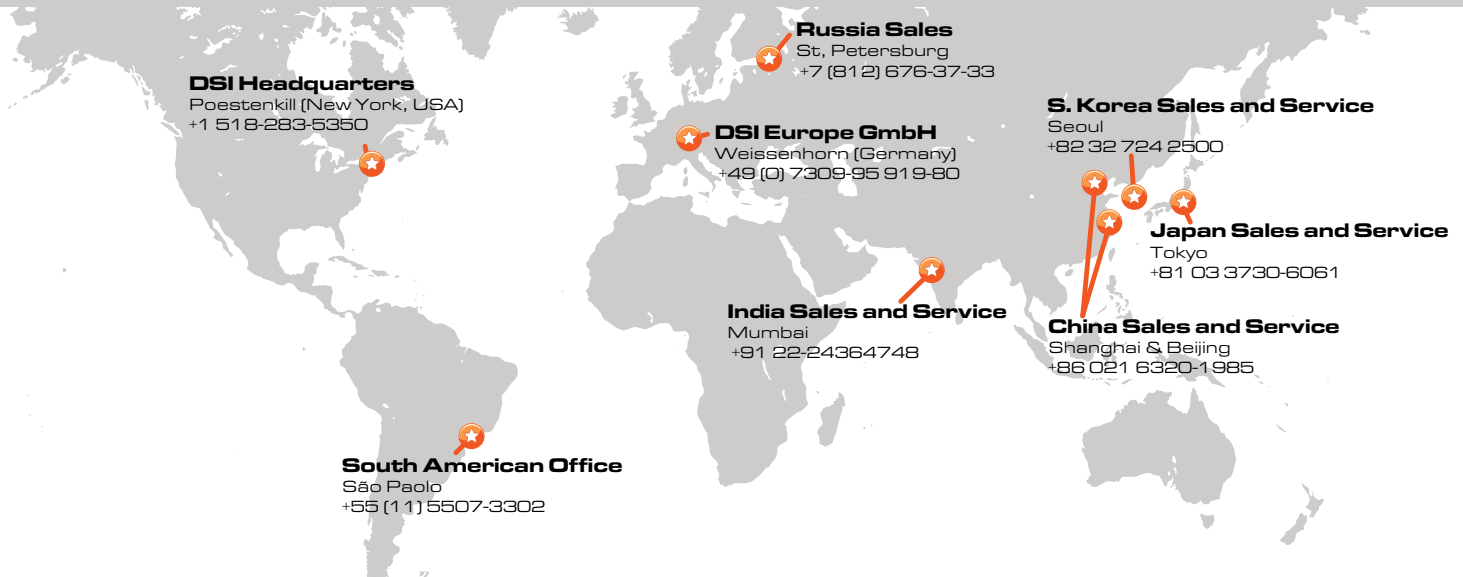 Russia Sales
St, Petersburg
+7 (812) 676-37-33
DSI Headquarters
Poestenkill (New York, USA)
+1 518-283-5350
S. Korea Sales and Service
Seoul
+82 32 724 2500
DSI Europe GmbH
Weissenhorn (Germany)
+49 (0) 7309-95 919-80
Japan Sales and Service
Tokyo
+81 03 3730-6061
India Sales and Service
Mumbai
+91 22-24364748
China Sales and Service
Shanghai & Beijing
+86 021 6320-1985
South American Office
São Paolo
+55 (11) 5507-3302